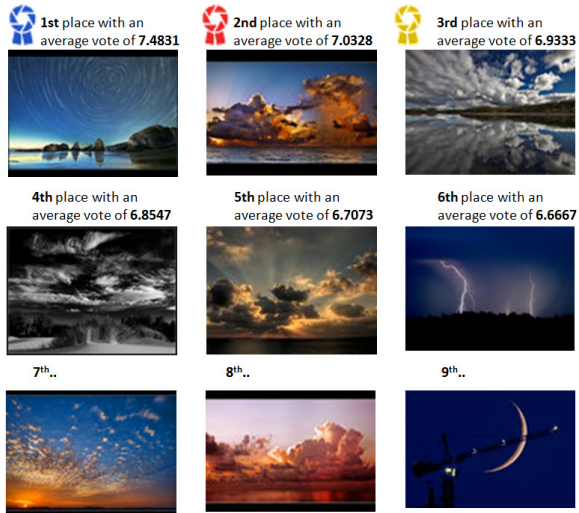 1st place with an
average vote of 7.4831
2nd place with an
average vote of 7.0328
3rd place with an
average vote of 6.9333
4th place with an
average vote of 6.8547
5th place with an
average vote of 6.7073
6th place with an
average vote of 6.6667
7th..
8th..
9th..